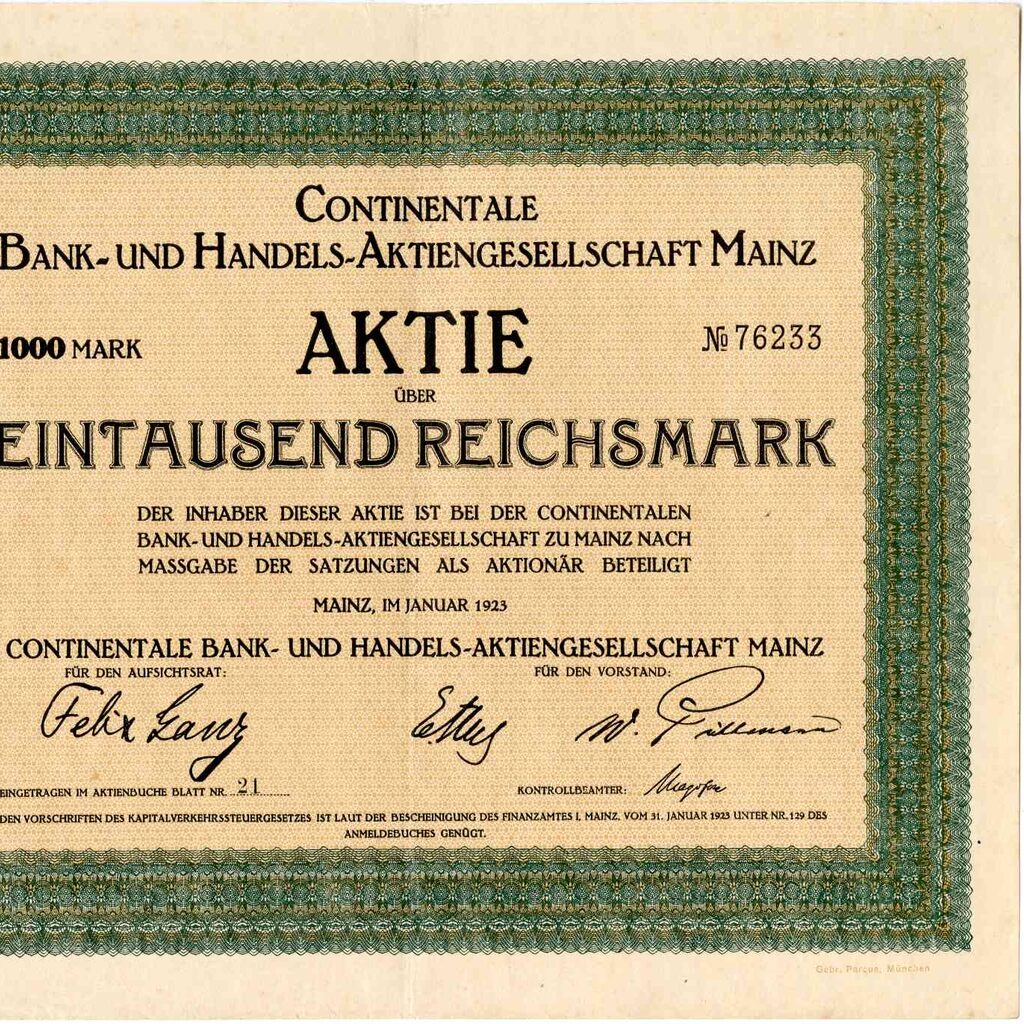 CONTINENTALE
BANK- UND HANDELS-AKTIENGESELLSCHAFT MAINZ
1000 MARK
AKTIE
№ 76233
ÜBER
EINTAUSEND REICHSMARK
DER INHABER DIESER AKTIE IST BEI DER CONTINENTALEN
BANK- UND HANDELS-AKTIENGESELLSCHAFT ZU MAINZ NACH
MASSGABE DER SATZUNGEN ALS AKTIONÄR BETEILIGT
MAINZ, IM JANUAR 1923
CONTINENTALE BANK- UND HANDELS-AKTIENGESELLSCHAFT MAINZ
FÜR DEN AUFSICHTSRAT: FÜR DEN VORSTAND:
Felix Ganz
EINGETRAGEN IM AKTIENBUCHE BLATT NR. 21 KONTROLLBEAMTER:
DEN VORSCHRIFTEN DES KAPITALVERKEHRSSTEUERGESETZES IST LAUT DER BESCHEINIGUNG DES FINANZAMTES I, MAINZ, VOM 31. JANUAR 1923 UNTER NR. 129 DES
ANMELDEBUCHES GENÜGT.
Gebr. Parcus, München